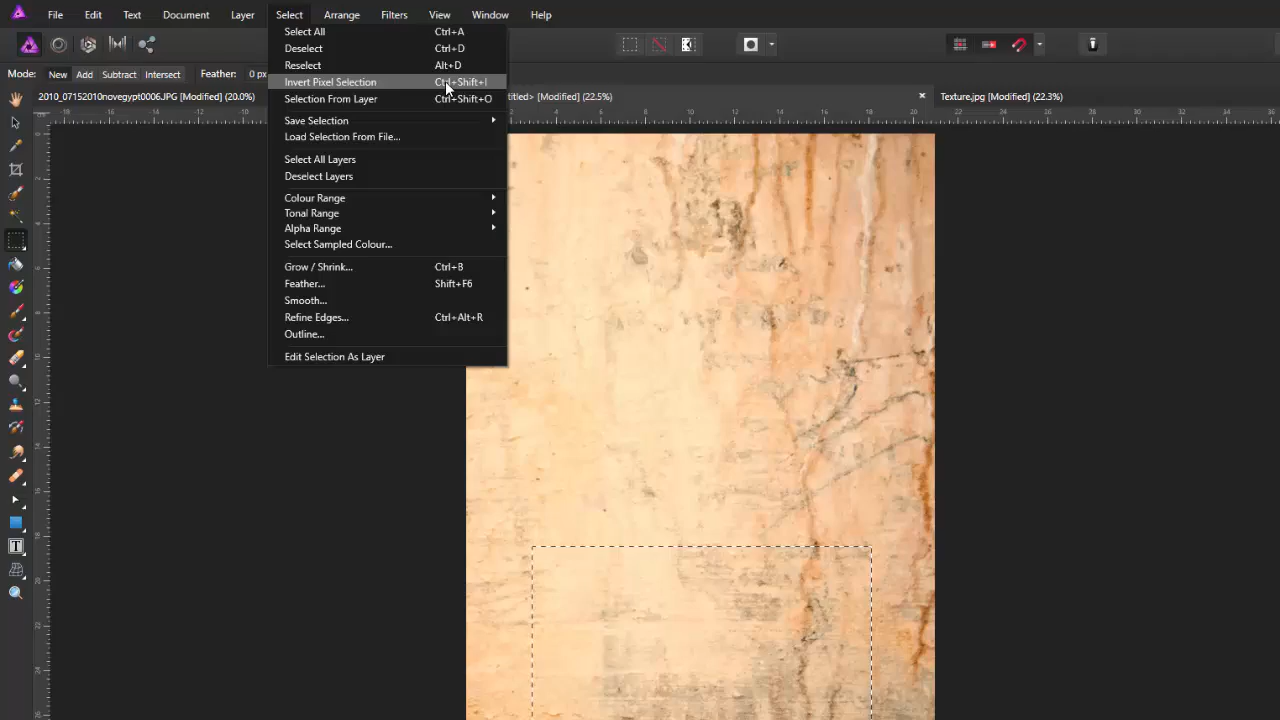 File Edit Text Document Layer Select Arrange Filters View Window Help
Mode: New Add Subtract Intersect Feather: 0 px
2010_07152010novegypt0006.JPG [Modified] (20.0%)
[Modified] (22.5%)
Texture.jpg [Modified] (22.3%)
Select All Ctrl+A
Deselect Ctrl+D
Reselect Alt+D
Invert Pixel Selection Ctrl+Shift+I
Selection From Layer Ctrl+Shift+O
Save Selection
Load Selection From File...
Select All Layers
Deselect Layers
Colour Range
Tonal Range
Alpha Range
Select Sampled Colour...
Grow / Shrink... Ctrl+B
Feather... Shift+F6
Smooth...
Refine Edges... Ctrl+Alt+R
Outline...
Edit Selection As Layer